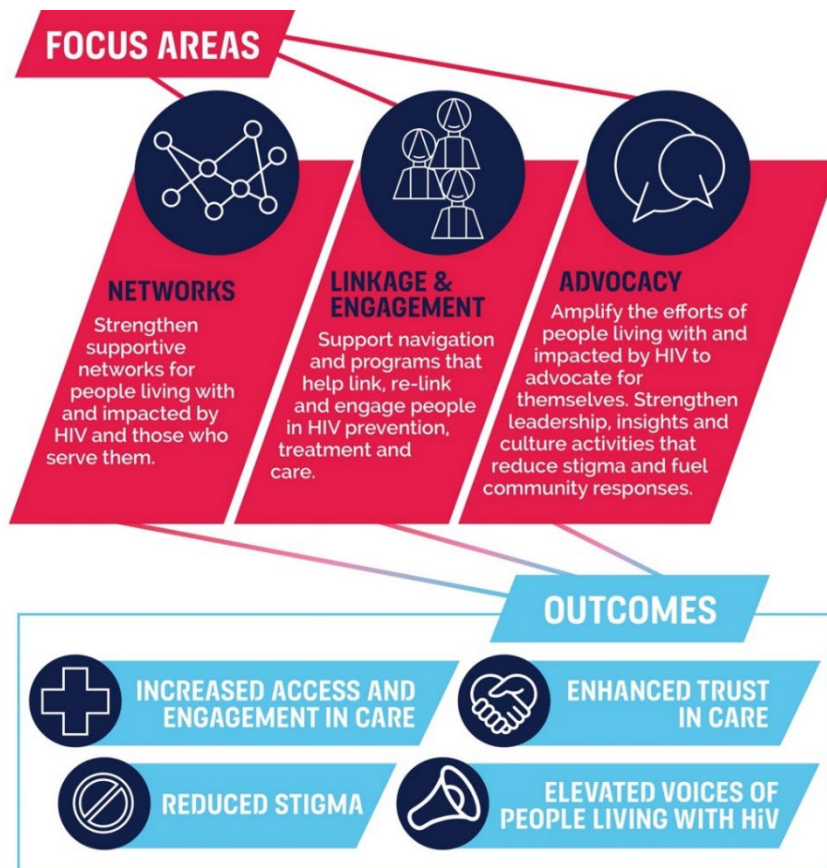 FOCUS AREAS
NETWORKS
Strengthen
supportive
networks for
people living with
and impacted by
HIV and those who
serve them.
LINKAGE &
ENGAGEMENT
Support navigation
and programs that
help link, re-link
and engage people
in HIV prevention,
treatment and
care.
ADVOCACY
Amplify the efforts of
people living with and
impacted by HIV to
advocate for
themselves. Strengthen
leadership, insights and
culture activities that
reduce stigma and fuel
community responses.
OUTCOMES
INCREASED ACCESS AND
ENGAGEMENT IN CARE
ENHANCED TRUST
IN CARE
REDUCED STIGMA
ELEVATED VOICES OF
PEOPLE LIVING WITH HiV